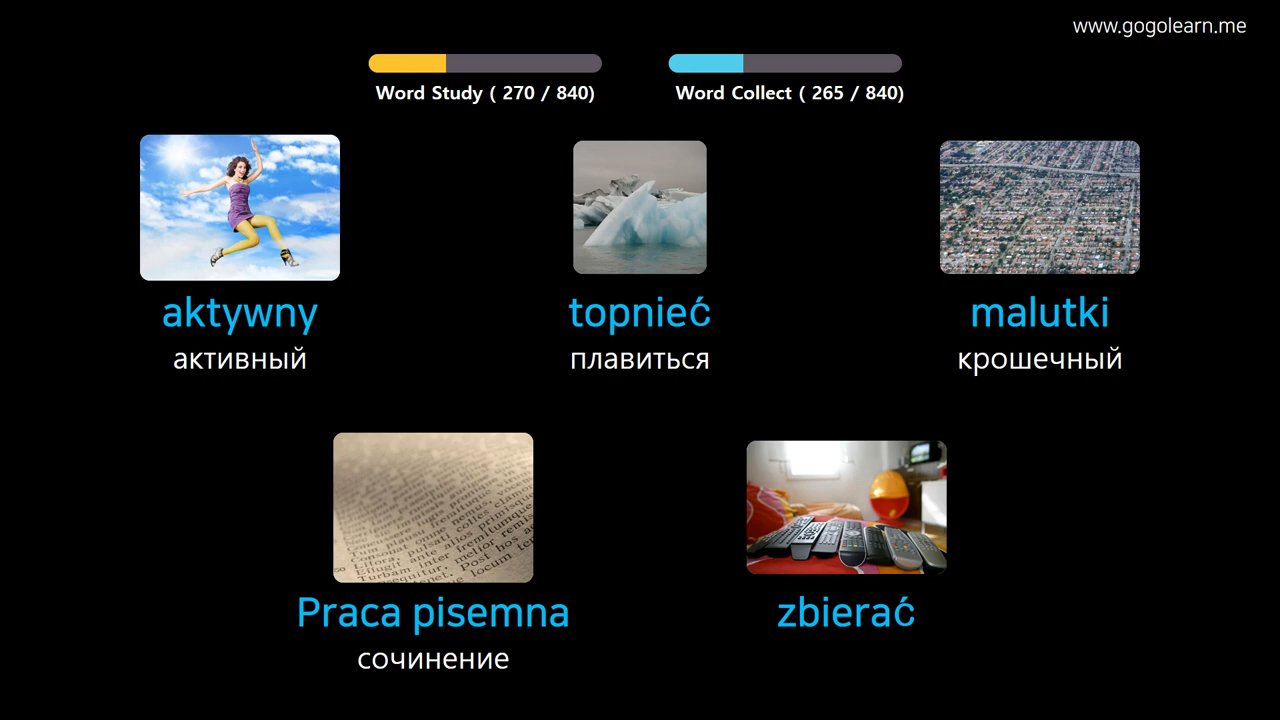 www.gogolearn.me
Word Study ( 270 / 840)
Word Collect ( 265 / 840)
aktywny
активный
topnieć
плавиться
malutki
крошечный
Praca pisemna
сочинение
zbierać